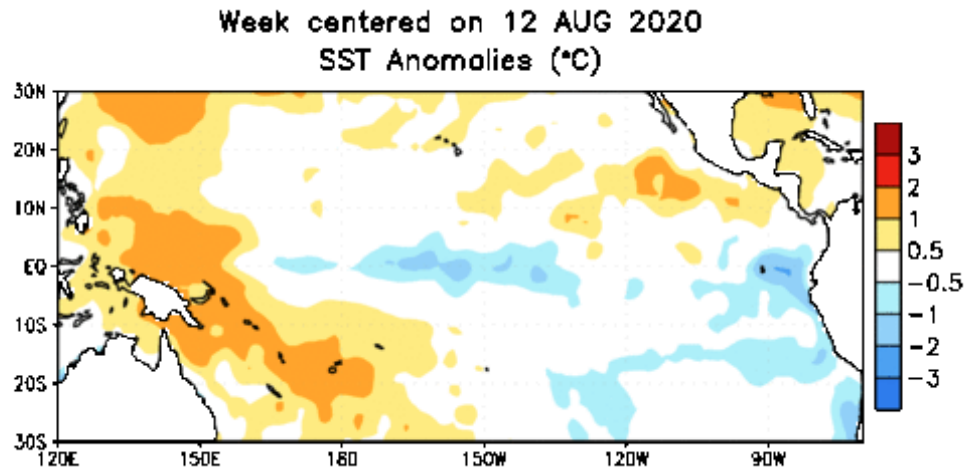 Week centered on 12 AUG 2020
SST Anomalies (°C)
30N
20N
10N
EQ
10S
20S
30S
120E 150E 180 150W 120W 90W
3
2
1
0.5
-0.5
-1
-2
-3